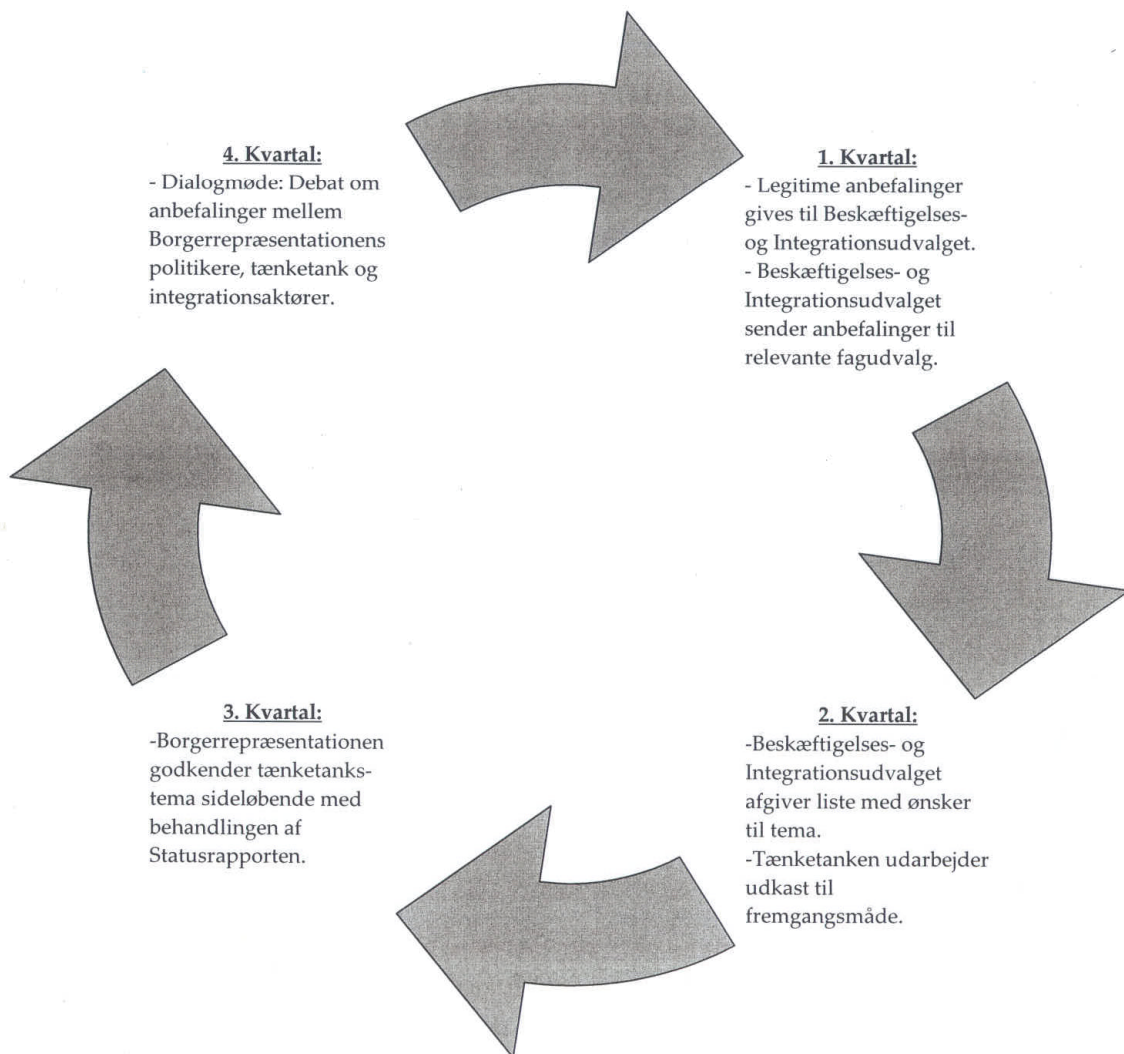 4. Kvartal:
- Dialogmøde: Debat om
anbefalinger mellem
Borgerrepræsentationens
politikere, tænketank og
integrationsaktører.
1. Kvartal:
- Legitime anbefalinger
gives til Beskæftigelses-
og Integrationsudvalget.
- Beskæftigelses- og
Integrationsudvalget
sender anbefalinger til
relevante fagudvalg.
2. Kvartal:
-Beskæftigelses- og
Integrationsudvalget
afgiver liste med ønsker
til tema.
-Tænketanken udarbejder
udkast til
fremgangsmåde.
3. Kvartal:
-Borgerrepræsentationen
godkender tænketanks-
tema sideløbende med
behandlingen af
Statusrapporten.